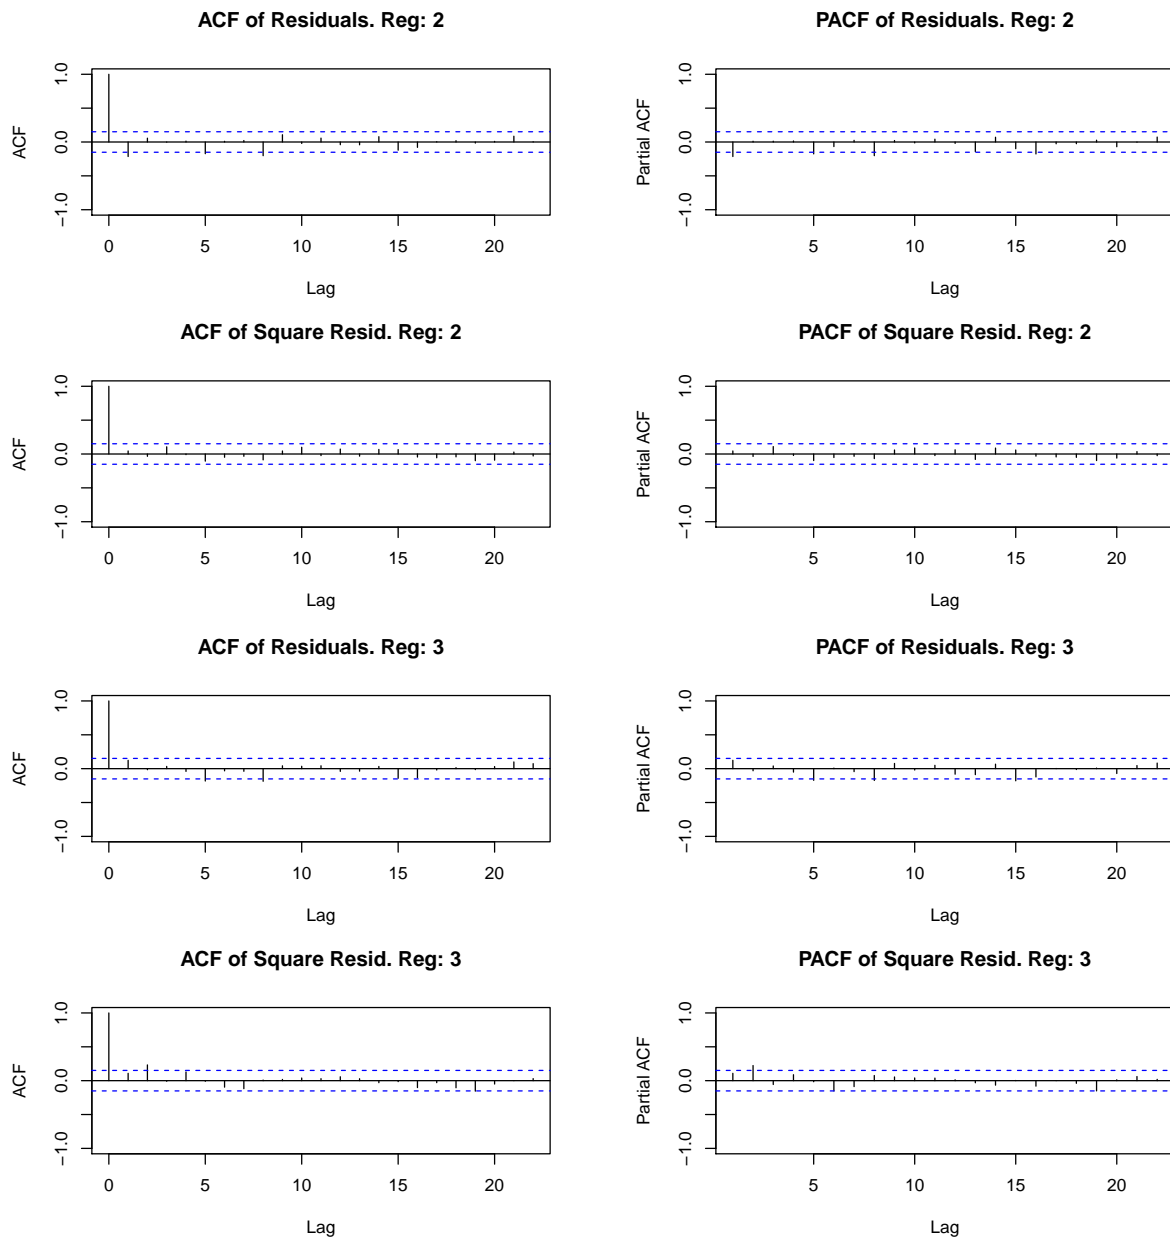 ACF of Residuals. Reg: 2
ACF
1.0
0.0
−1.0
0 5 10 15 20
Lag
PACF of Residuals. Reg: 2
Partial ACF
1.0
0.0
−1.0
5 10 15 20
Lag
ACF of Square Resid. Reg: 2
ACF
1.0
0.0
−1.0
0 5 10 15 20
Lag
PACF of Square Resid. Reg: 2
Partial ACF
1.0
0.0
−1.0
5 10 15 20
Lag
ACF of Residuals. Reg: 3
ACF
1.0
0.0
−1.0
0 5 10 15 20
Lag
PACF of Residuals. Reg: 3
Partial ACF
1.0
0.0
−1.0
5 10 15 20
Lag
ACF of Square Resid. Reg: 3
ACF
1.0
0.0
−1.0
0 5 10 15 20
Lag
PACF of Square Resid. Reg: 3
Partial ACF
1.0
0.0
−1.0
5 10 15 20
Lag